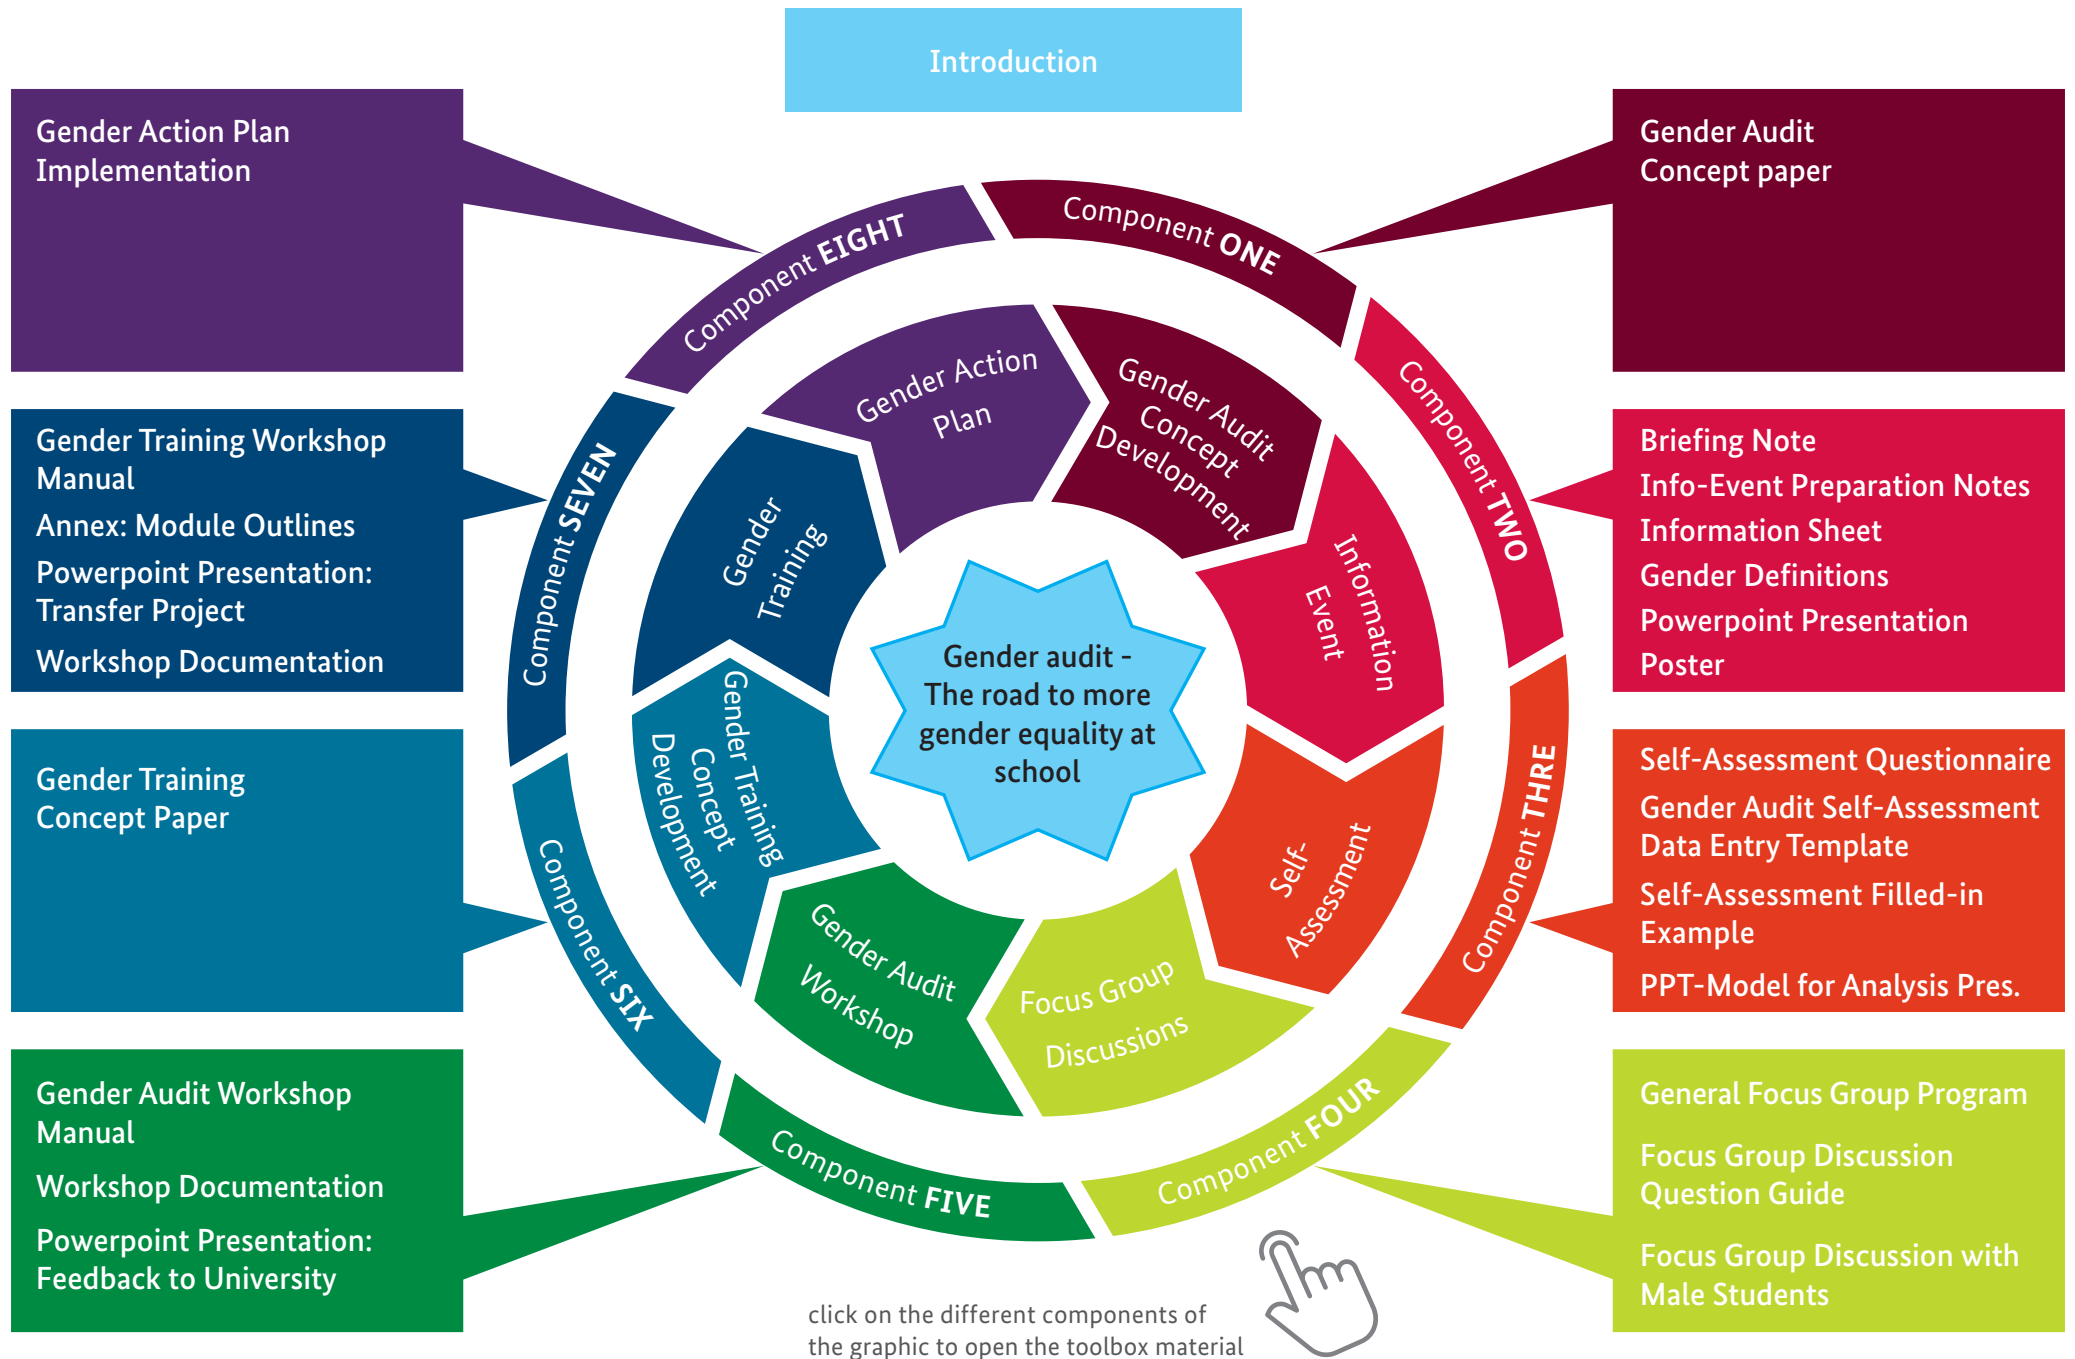 Introduction
Gender Action Plan
Implementation
Gender Audit
Concept paper
Component EIGHT
Component ONE
Gender Action
Plan
Gender Audit
Concept
Development
Component TWO
Briefing Note
Info-Event Preparation Notes
Information Sheet
Gender Definitions
Powerpoint Presentation
Poster
Information
Event
Gender Training Workshop
Manual
Annex: Module Outlines
Powerpoint Presentation:
Transfer Project
Workshop Documentation
Component SEVEN
Gender
Training
Gender audit -
The road to more
gender equality at
school
Component THRE
Self-Assessment Questionnaire
Gender Audit Self-Assessment
Data Entry Template
Self-Assessment Filled-in
Example
PPT-Model for Analysis Pres.
Self-
Assessment
Gender Training
Concept Paper
Component SIX
Gender Training
Concept
Development
Gender Audit
Workshop
Focus Group
Discussions
Gender Audit Workshop
Manual
Workshop Documentation
Powerpoint Presentation:
Feedback to University
Component FIVE
Component FOUR
General Focus Group Program
Focus Group Discussion
Question Guide
Focus Group Discussion with
Male Students
click on the different components of
the graphic to open the toolbox material